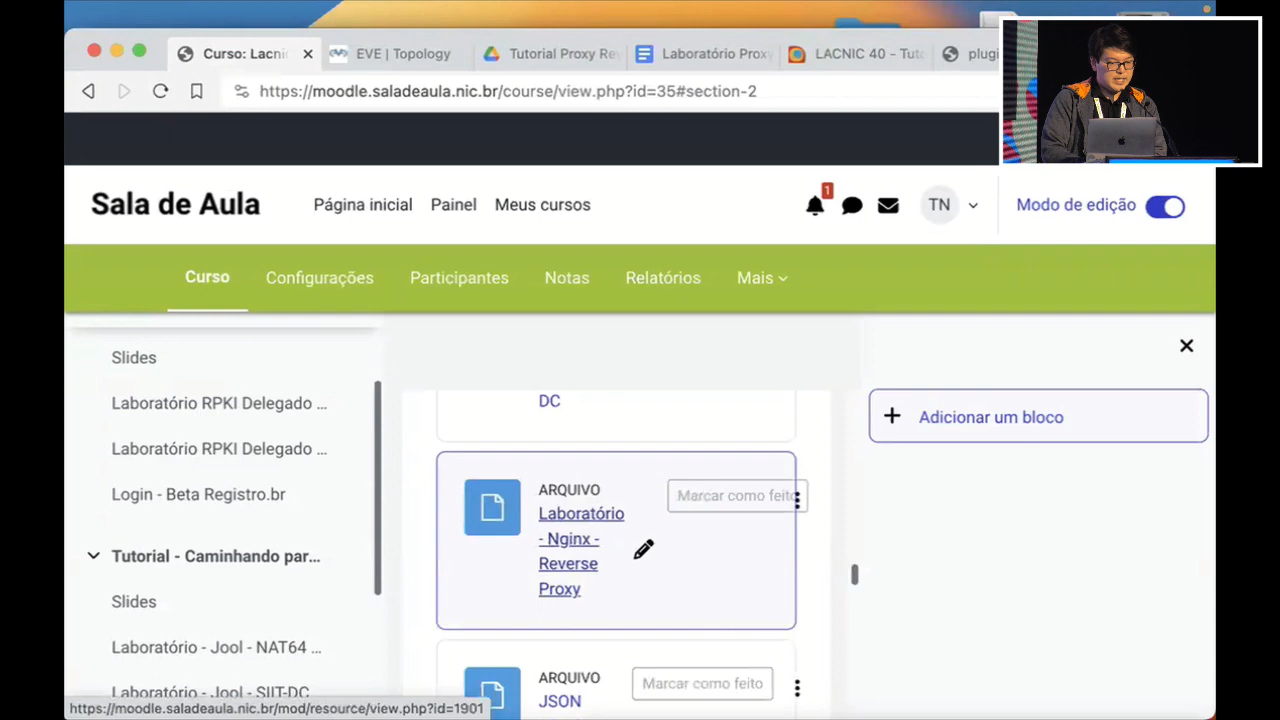 Curso: Lacni
EVE | Topology
Tutorial Proxy Re
Laboratório Proxy
LACNIC 40 - Tuto
plugi
https://moodle.saladeaula.nic.br/course/view.php?id=35#section-2
Sala de Aula
Página inicial
Painel
Meus cursos
1
TN
Modo de edição
Curso
Configurações
Participantes
Notas
Relatórios
Mais
Slides
Laboratório RPKI Delegado ...
Laboratório RPKI Delegado ...
Login - Beta Registro.br
Tutorial - Caminhando par...
Slides
Laboratório - Jool - NAT64 ...
Laboratório - Jool - SIIT-DC
DC
ARQUIVO
Laboratório
- Nginx -
Reverse
Proxy
Marcar como feito
ARQUIVO
JSON
Marcar como feito
Adicionar um bloco
https://moodle.saladeaula.nic.br/mod/resource/view.php?id=1901